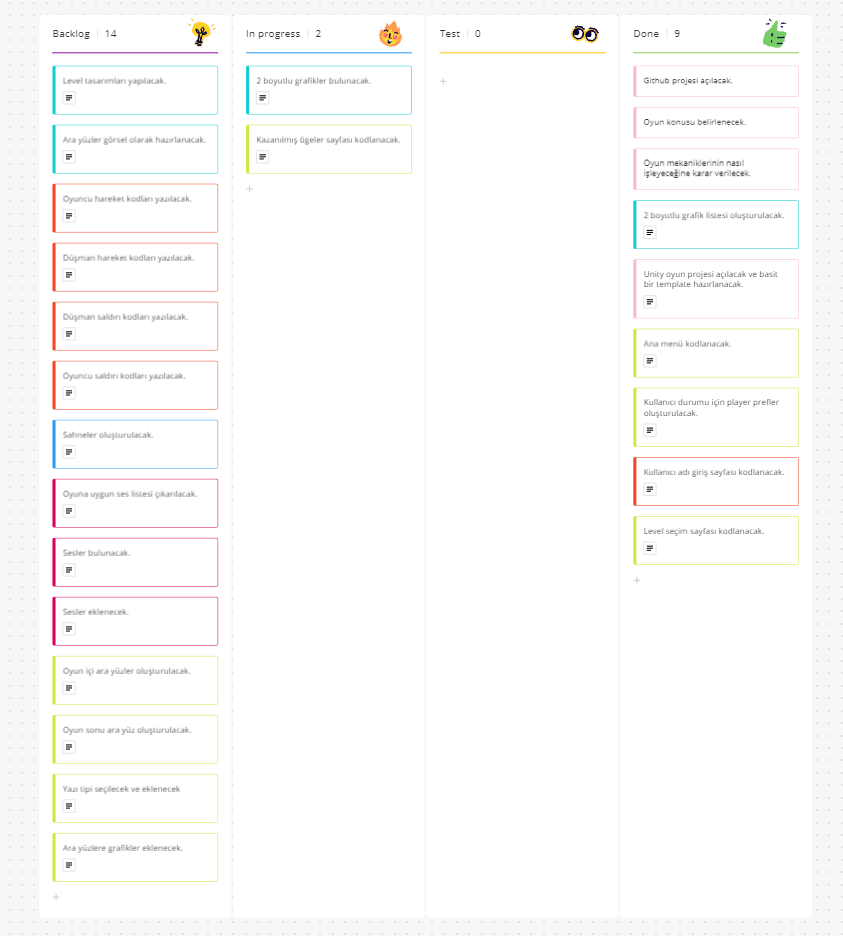 Backlog | 14
Level tasarımları yapılacak.
Ara yüzler görsel olarak hazırlanacak.
Oyuncu hareket kodları yazılacak.
Düşman hareket kodları yazılacak.
Düşman saldırı kodları yazılacak.
Oyuncu saldırı kodları yazılacak.
Sahneler oluşturulacak.
Oyuna uygun ses listesi çıkarılacak.
Sesler bulunacak.
Sesler eklenecek.
Oyun içi ara yüzler oluşturulacak.
Oyun sonu ara yüz oluşturulacak.
Yazı tipi seçilecek ve eklenecek
Ara yüzlere grafikler eklenecek.
+
In progress | 2
2 boyutlu grafikler bulunacak.
Kazanılmış ögeler sayfası kodlanacak.
+
Test | 0
+
Done | 9
Github projesi açılacak.
Oyun konusu belirlenecek.
Oyun mekaniklerinin nasıl
işleyeceğine karar verilecek.
2 boyutlu grafik listesi oluşturulacak.
Unity oyun projesi açılacak ve basit
bir template hazırlanacak.
Ana menü kodlanacak.
Kullanıcı durumu için player prefler
oluşturulacak.
Kullanıcı adı giriş sayfası kodlanacak.
Level seçim sayfası kodlanacak.
+